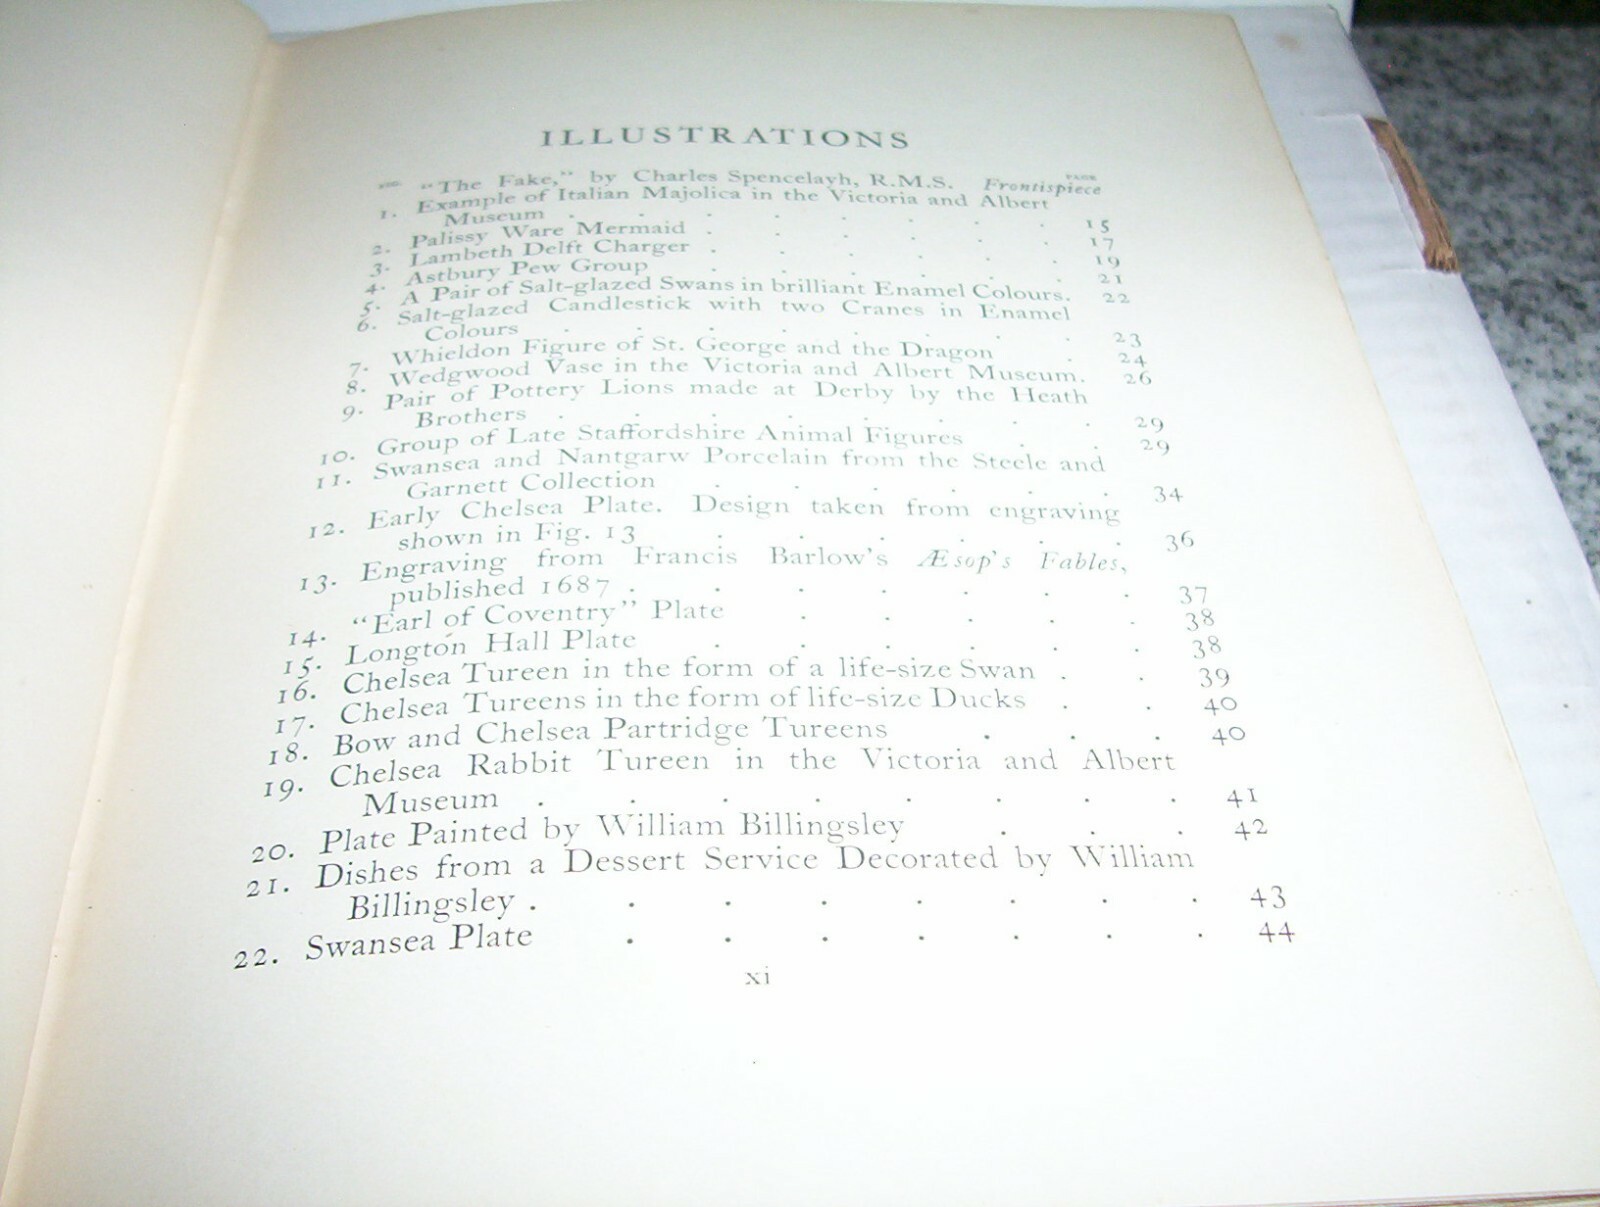 ILLUSTRATIONS
FIG. PAGE
"The Fake," by Charles Spencelayh, R.M.S. Frontispiece
1. Example of Italian Majolica in the Victoria and Albert
Museum . . . . . . . 15
2. Palissy Ware Mermaid . . . . . . 17
3. Lambeth Delft Charger . . . . . . 19
4. Astbury Pew Group . . . . . . 21
5. A Pair of Salt-glazed Swans in brilliant Enamel Colours. 22
6. Salt-glazed Candlestick with two Cranes in Enamel
Colours . . . . . . . . 23
7. Whieldon Figure of St. George and the Dragon . 24
8. Wedgwood Vase in the Victoria and Albert Museum. 26
9. Pair of Pottery Lions made at Derby by the Heath
Brothers . . . . . . . . 29
10. Group of Late Staffordshire Animal Figures . . 29
11. Swansea and Nantgarw Porcelain from the Steele and
Garnett Collection . . . . . . 34
12. Early Chelsea Plate. Design taken from engraving
shown in Fig. 13 . . . . . . 36
13. Engraving from Francis Barlow's Æsop's Fables,
published 1687 . . . . . . . 37
14. "Earl of Coventry" Plate . . . . . 38
15. Longton Hall Plate . . . . . . 38
16. Chelsea Tureen in the form of a life-size Swan . . 39
17. Chelsea Tureens in the form of life-size Ducks . . 40
18. Bow and Chelsea Partridge Tureens . . . 40
19. Chelsea Rabbit Tureen in the Victoria and Albert
Museum . . . . . . . . 41
20. Plate Painted by William Billingsley . . . 42
21. Dishes from a Dessert Service Decorated by William
Billingsley . . . . . . . . 43
22. Swansea Plate . . . . . . . 44
xi